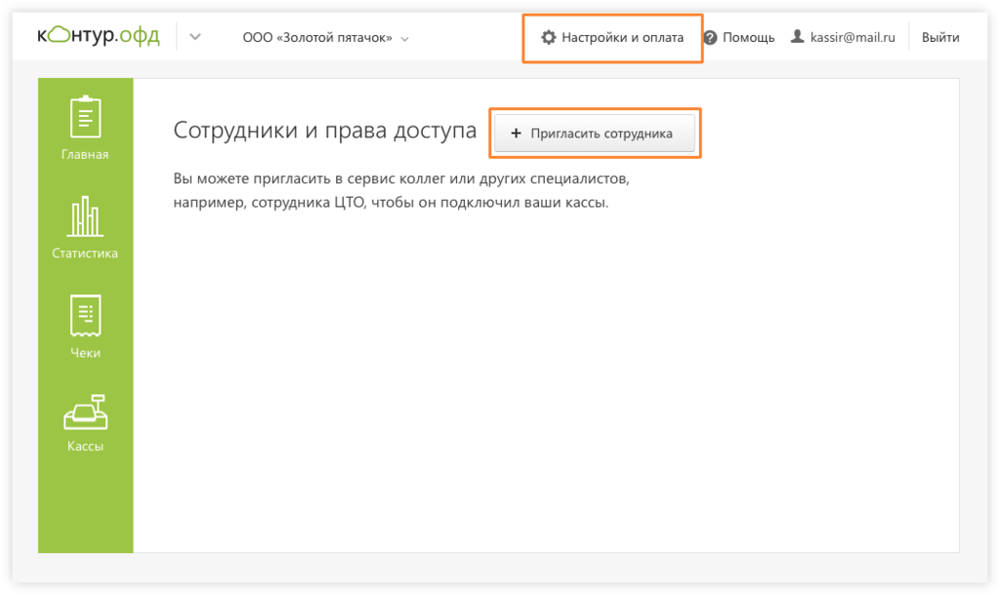 контур.офд
ООО «Золотой пятачок»
Настройки и оплата
Помощь
kassir@mail.ru
Выйти
Главная
Статистика
Чеки
Кассы
Сотрудники и права доступа
+ Пригласить сотрудника
Вы можете пригласить в сервис коллег или других специалистов,
например, сотрудника ЦТО, чтобы он подключил ваши кассы.